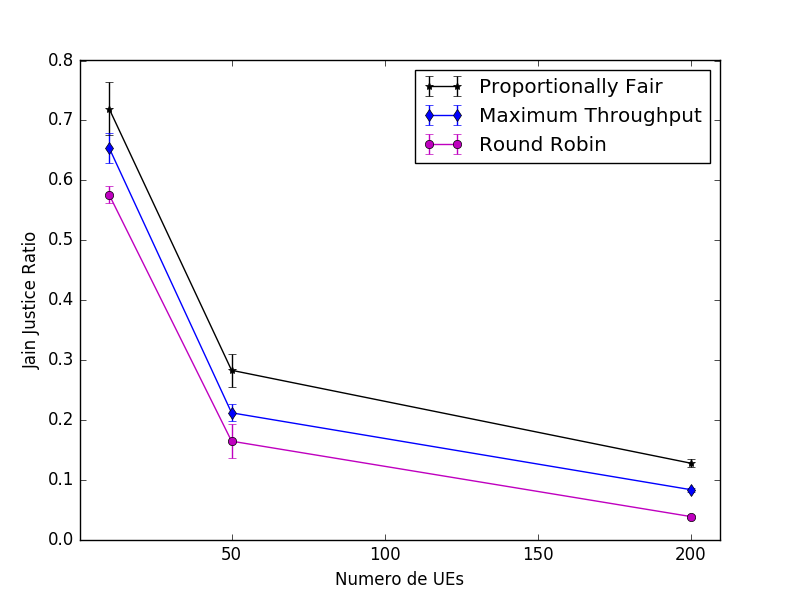 0.8
0.7
0.6
0.5
0.4
0.3
0.2
0.1
0.0
Jain Justice Ratio
Proportionally Fair
Maximum Throughput
Round Robin
50
100
150
200
Numero de UEs